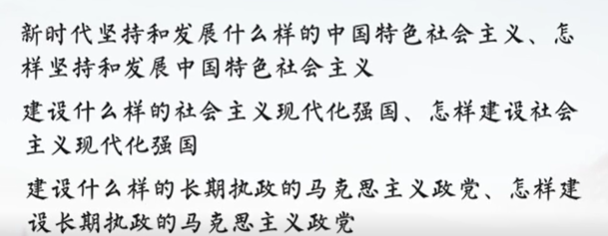 新时代坚持和发展什么样的中国特色社会主义、怎
样坚持和发展中国特色社会主义
建设什么样的社会主义现代化强国、怎样建设社会
主义现代化强国
建设什么样的长期执政的马克思主义政党、怎样建
设长期执政的马克思主义政党